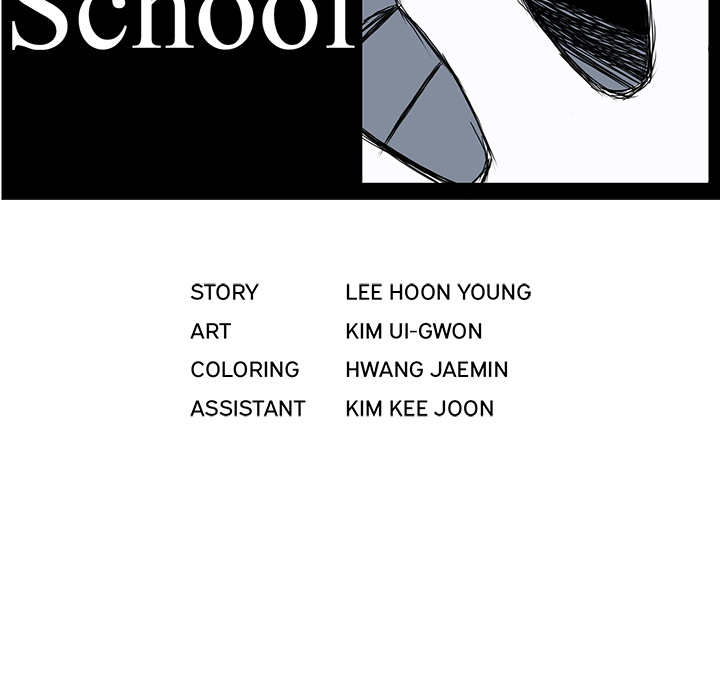 School
STORY LEE HOON YOUNG
ART KIM UI-GWON
COLORING HWANG JAEMIN
ASSISTANT KIM KEE JOON